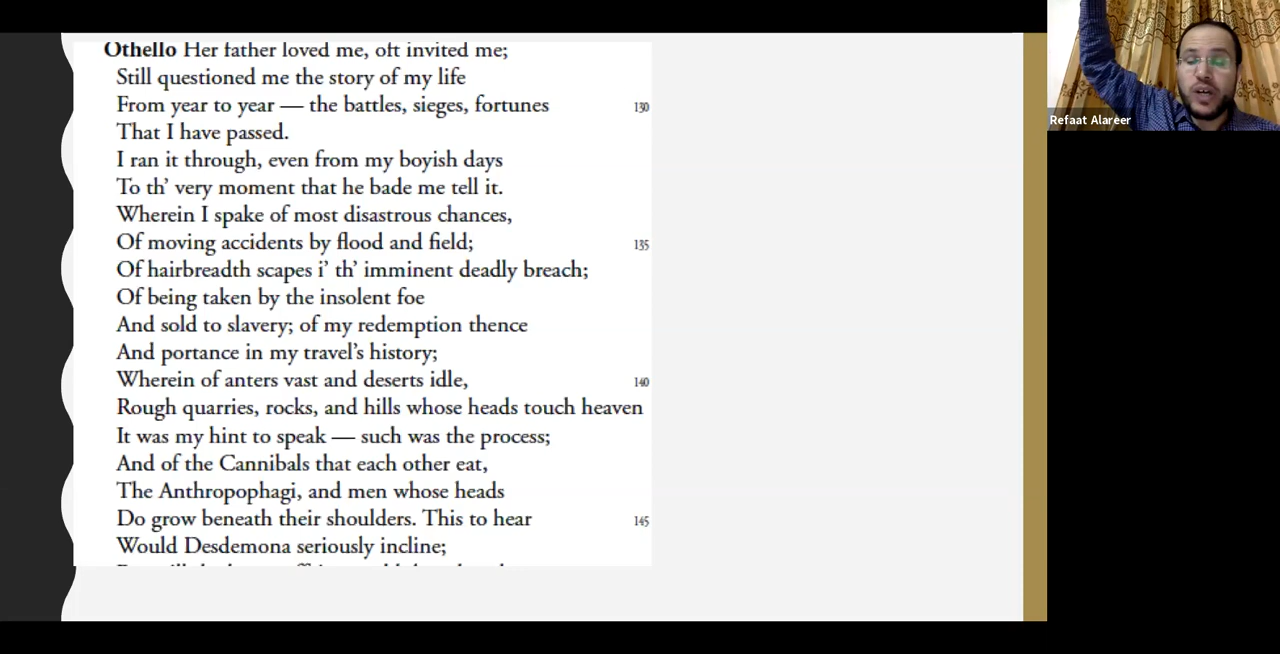 Othello Her father loved me, oft invited me;
Still questioned me the story of my life
From year to year — the battles, sieges, fortunes 130
That I have passed.
I ran it through, even from my boyish days
To th’ very moment that he bade me tell it.
Wherein I spake of most disastrous chances,
Of moving accidents by flood and field; 135
Of hairbreadth scapes i’ th’ imminent deadly breach;
Of being taken by the insolent foe
And sold to slavery; of my redemption thence
And portance in my travel’s history;
Wherein of anters vast and deserts idle, 140
Rough quarries, rocks, and hills whose heads touch heaven
It was my hint to speak — such was the process;
And of the Cannibals that each other eat,
The Anthropophagi, and men whose heads
Do grow beneath their shoulders. This to hear 145
Would Desdemona seriously incline;
Refaat Alareer